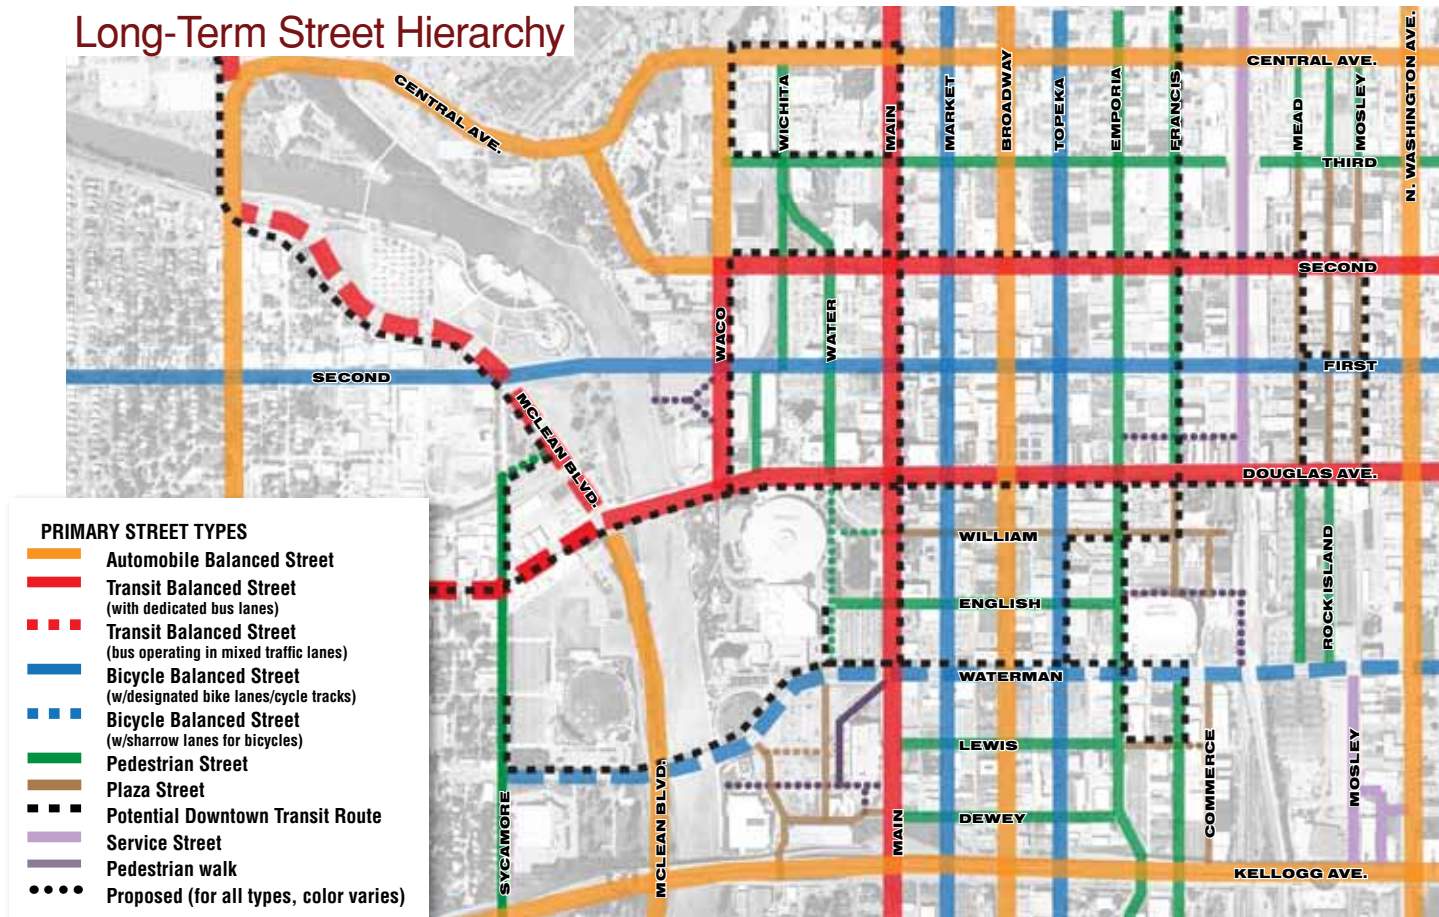 Long-Term Street Hierarchy
CENTRAL AVE.
CENTRAL AVE.
WICHITA
MAIN
MARKET
BROADWAY
TOPEKA
EMPORIA
FRANCIS
MEAD
MOSLEY
N. WASHINGTON AVE.
THIRD
SECOND
WACO
WATER
FIRST
SECOND
MCLEAN BLVD.
DOUGLAS AVE.
WILLIAM
ENGLISH
ROCK ISLAND
WATERMAN
LEWIS
DEWEY
MAIN
COMMERCE
MOSLEY
SYCAMORE
MCLEAN BLVD.
KELLOGG AVE.
PRIMARY STREET TYPES
Automobile Balanced Street
Transit Balanced Street
(with dedicated bus lanes)
Transit Balanced Street
(bus operating in mixed traffic lanes)
Bicycle Balanced Street
(w/designated bike lanes/cycle tracks)
Bicycle Balanced Street
(w/sharrow lanes for bicycles)
Pedestrian Street
Plaza Street
Potential Downtown Transit Route
Service Street
Pedestrian walk
Proposed (for all types, color varies)